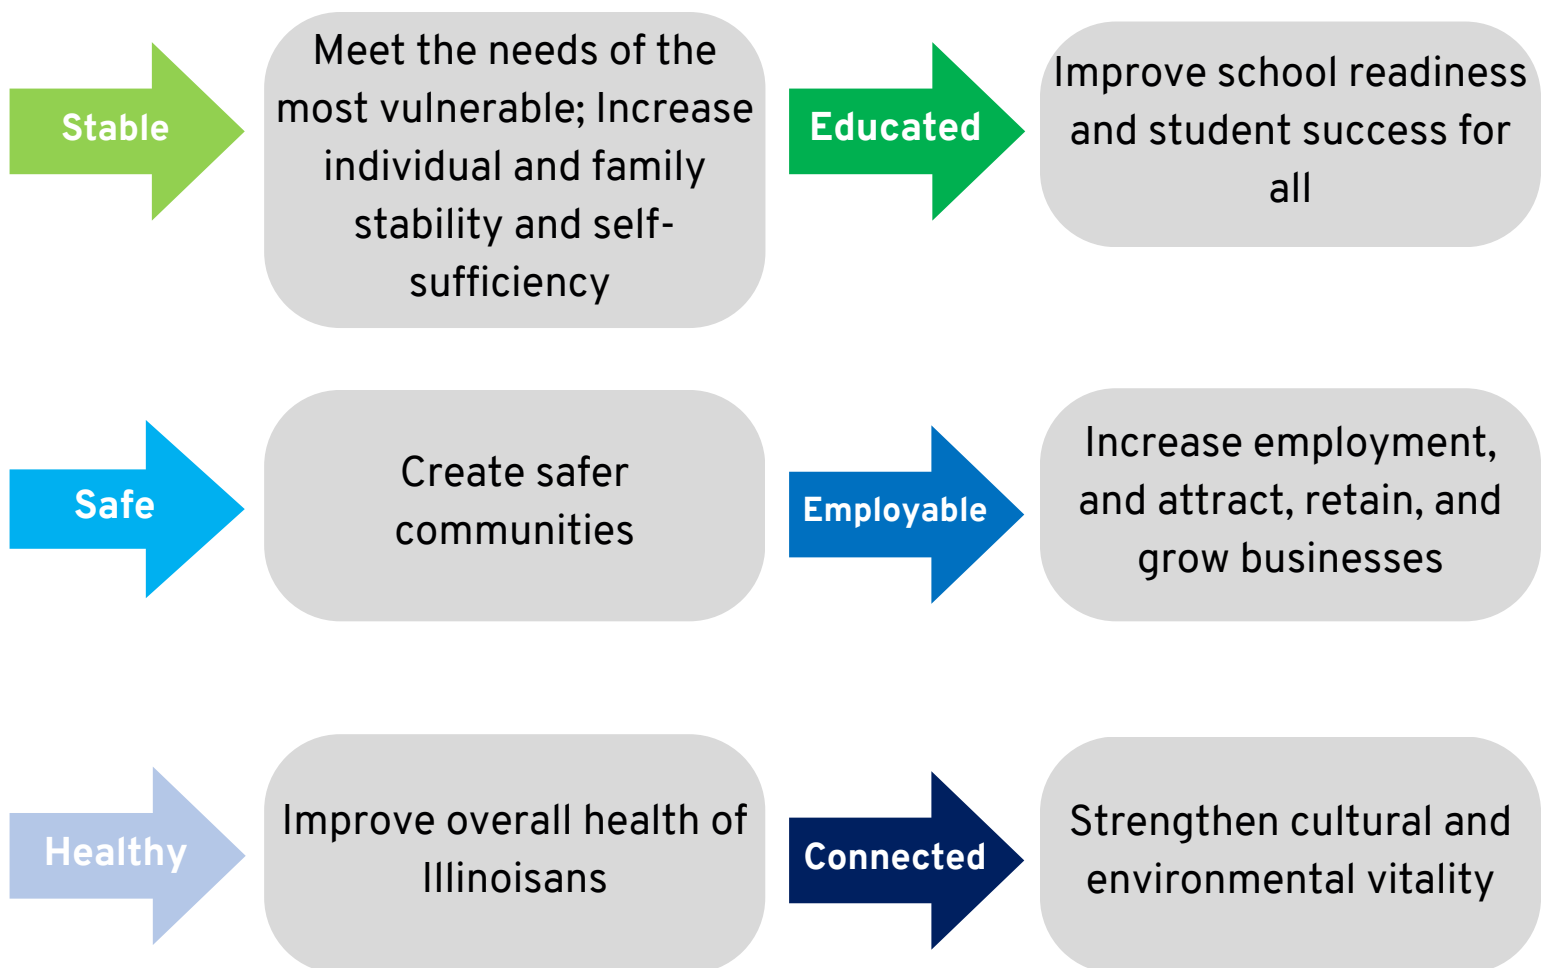 Stable
Meet the needs of the
most vulnerable; Increase
individual and family
stability and self-
sufficiency
Educated
Improve school readiness
and student success for
all
Safe
Create safer
communities
Employable
Increase employment,
and attract, retain, and
grow businesses
Healthy
Improve overall health of
Illinoisans
Connected
Strengthen cultural and
environmental vitality